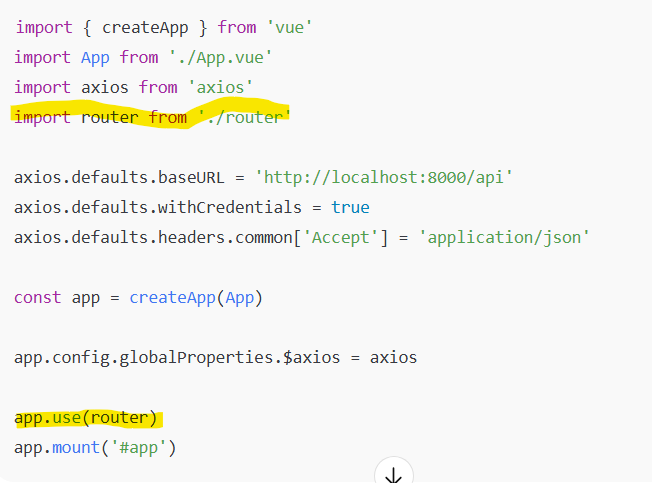 import { createApp } from 'vue'
import App from './App.vue'
import axios from 'axios'
import router from './router'
axios.defaults.baseURL = 'http://localhost:8000/api'
axios.defaults.withCredentials = true
axios.defaults.headers.common['Accept'] = 'application/json'
const app = createApp(App)
app.config.globalProperties.$axios = axios
app.use(router)
app.mount('#app')